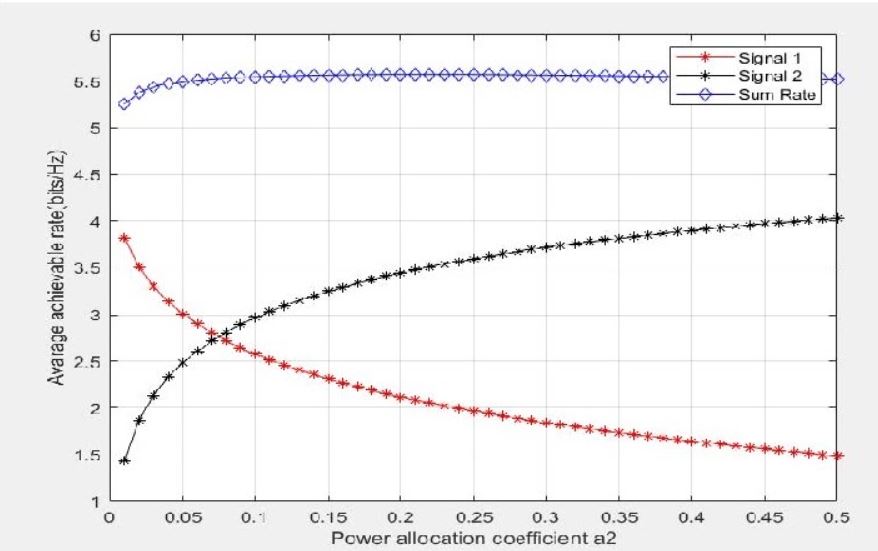 6
5.5
5
4.5
4
3.5
3
2.5
2
1.5
1
Avarage achievable rate(bits/Hz)
Signal 1
Signal 2
Sum Rate
0 0.05 0.1 0.15 0.2 0.25 0.3 0.35 0.4 0.45 0.5
Power allocation coefficient a2